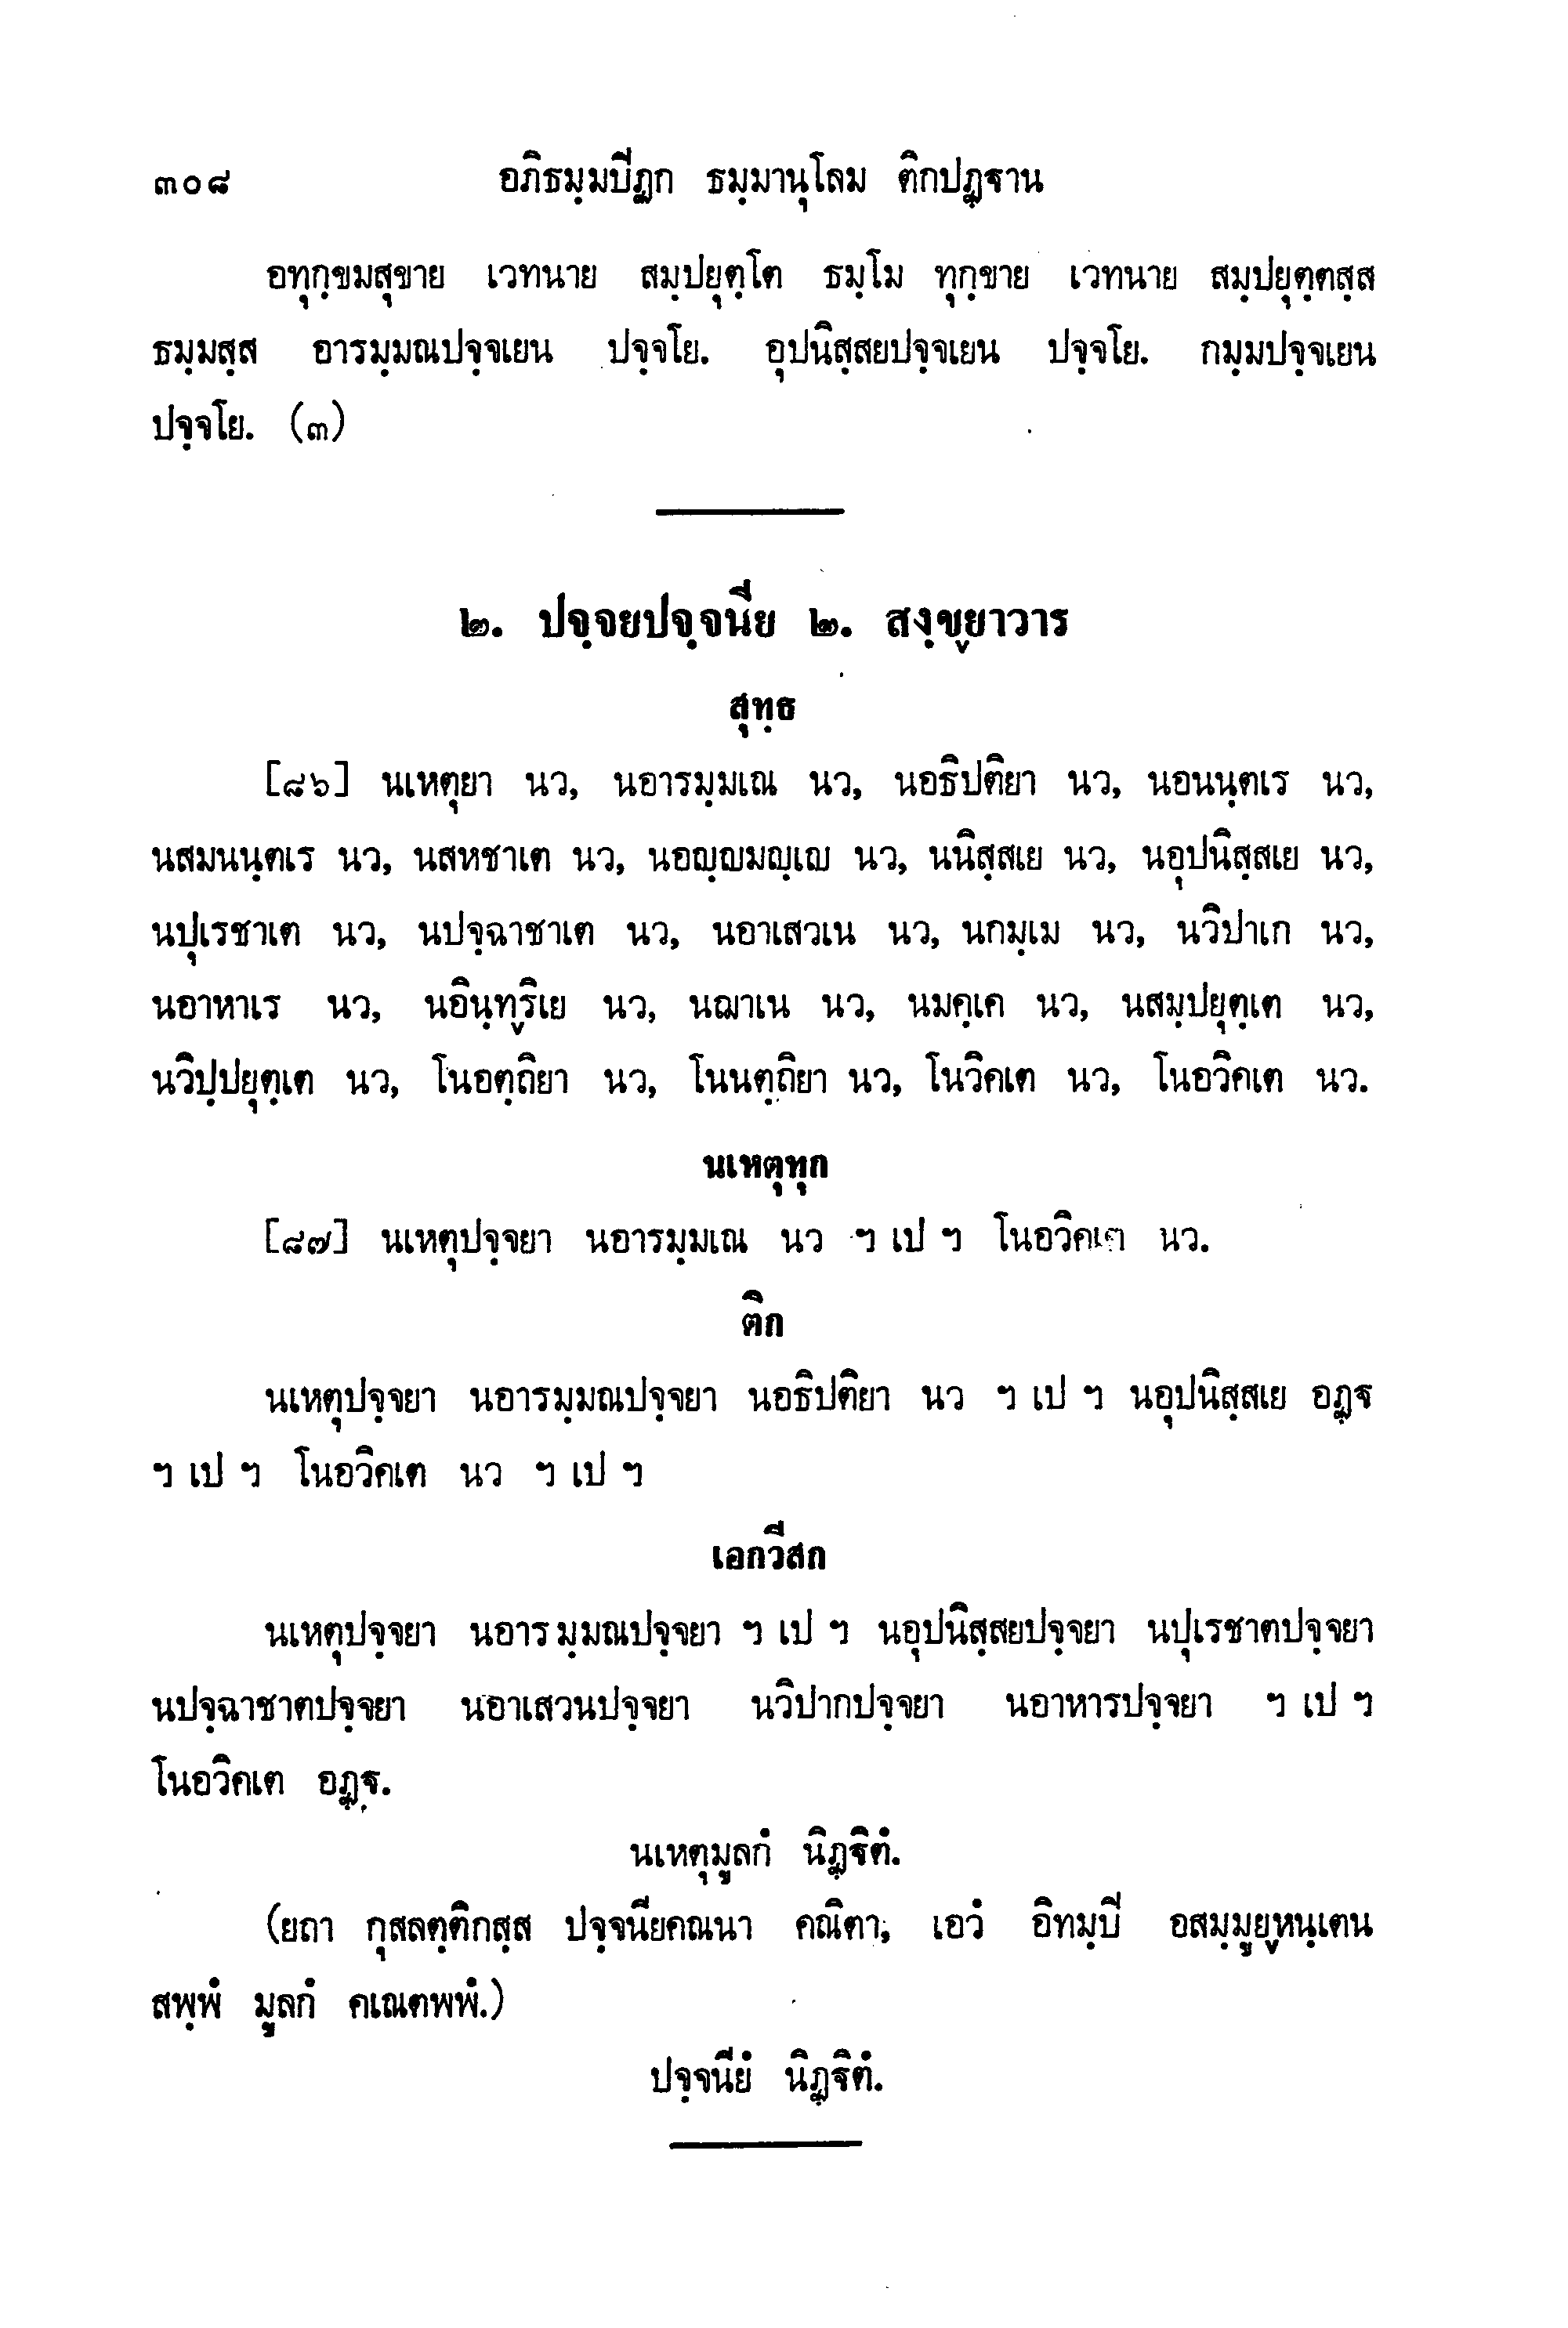 ๓๐๘ อภิธมฺมปีฏก ธมฺมานุโลม ติกปฏฺฐาน
อทุกฺขมสุขาย เวทนาย สมฺปยุตฺโต ธมฺโม ทุกฺขาย เวทนาย สมฺปยุตฺตสฺส
ธมฺมสฺส อารมฺมณปจฺจเยน ปจฺจโย. อุปนิสฺสยปจฺจเยน ปจฺจโย. กมฺมปจฺจเยน
ปจฺจโย. (๓)
๒. ปจฺจยปจฺจนีย ๒. สงฺขฺยาวาร
สุทฺธ
[๘๖] นเหตุยา นว, นอารมฺมเณ นว, นอธิปติยา นว, นอนนฺตเร นว,
นสมนนฺตเร นว, นสหชาเต นว, นอญฺญมญฺเญ นว, นนิสฺสเย นว, นอุปนิสฺสเย นว,
นปุเรชาเต นว, นปจฺฉาชาเต นว, นอาเสวเน นว, นกมฺเม นว, นวิปาเก นว,
นอาหาเร นว, นอินฺทฺริเย นว, นฌาเน นว, นมคฺเค นว, นสมฺปยุตฺเต นว,
นวิปฺปยุตฺเต นว, โนอตฺถิยา นว, โนนตฺถิยา นว, โนวิคเต นว, โนอวิคเต นว.
นเหตุทุก
[๘๗] นเหตุปจฺจยา นอารมฺมเณ นว ฯ เป ฯ โนอวิคเต นว.
ติก
นเหตุปจฺจยา นอารมฺมณปจฺจยา นอธิปติยา นว ฯ เป ฯ นอุปนิสฺสเย อฏฺฐ
ฯ เป ฯ โนอวิคเต นว ฯ เป ฯ
เอกวีสก
นเหตุปจฺจยา นอารมฺมณปจฺจยา ฯ เป ฯ นอุปนิสฺสยปจฺจยา นปุเรชาตปจฺจยา
นปจฺฉาชาตปจฺจยา นอาเสวนปจฺจยา นวิปากปจฺจยา นอาหารปจฺจยา ฯ เป ฯ
โนอวิคเต อฏฺฐ.
นเหตุมูลกํ นิฏฺฐิตํ.
(ยถา กุสลตฺติกสฺส ปจฺจนียคณนา คณิตา, เอวํ อิทมฺปี อสมฺมูยฺหนฺเตน
สพฺพํ มูลกํ คเณตพพํ.)
ปจฺจนียํ นิฏฺฐิตํ.